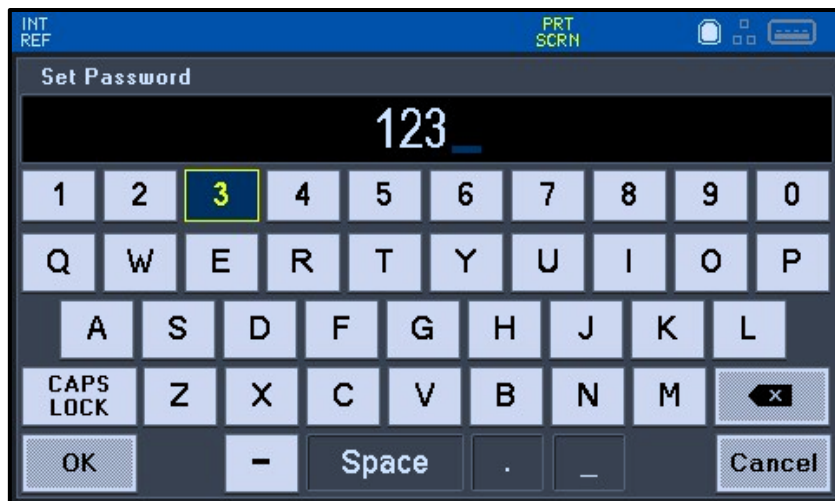 INT PRT
REF SCRN
Set Password
123_
1 2 3 4 5 6 7 8 9 0
Q W E R T Y U I O P
A S D F G H J K L
CAPS LOCK Z X C V B N M
OK - Space . _ Cancel